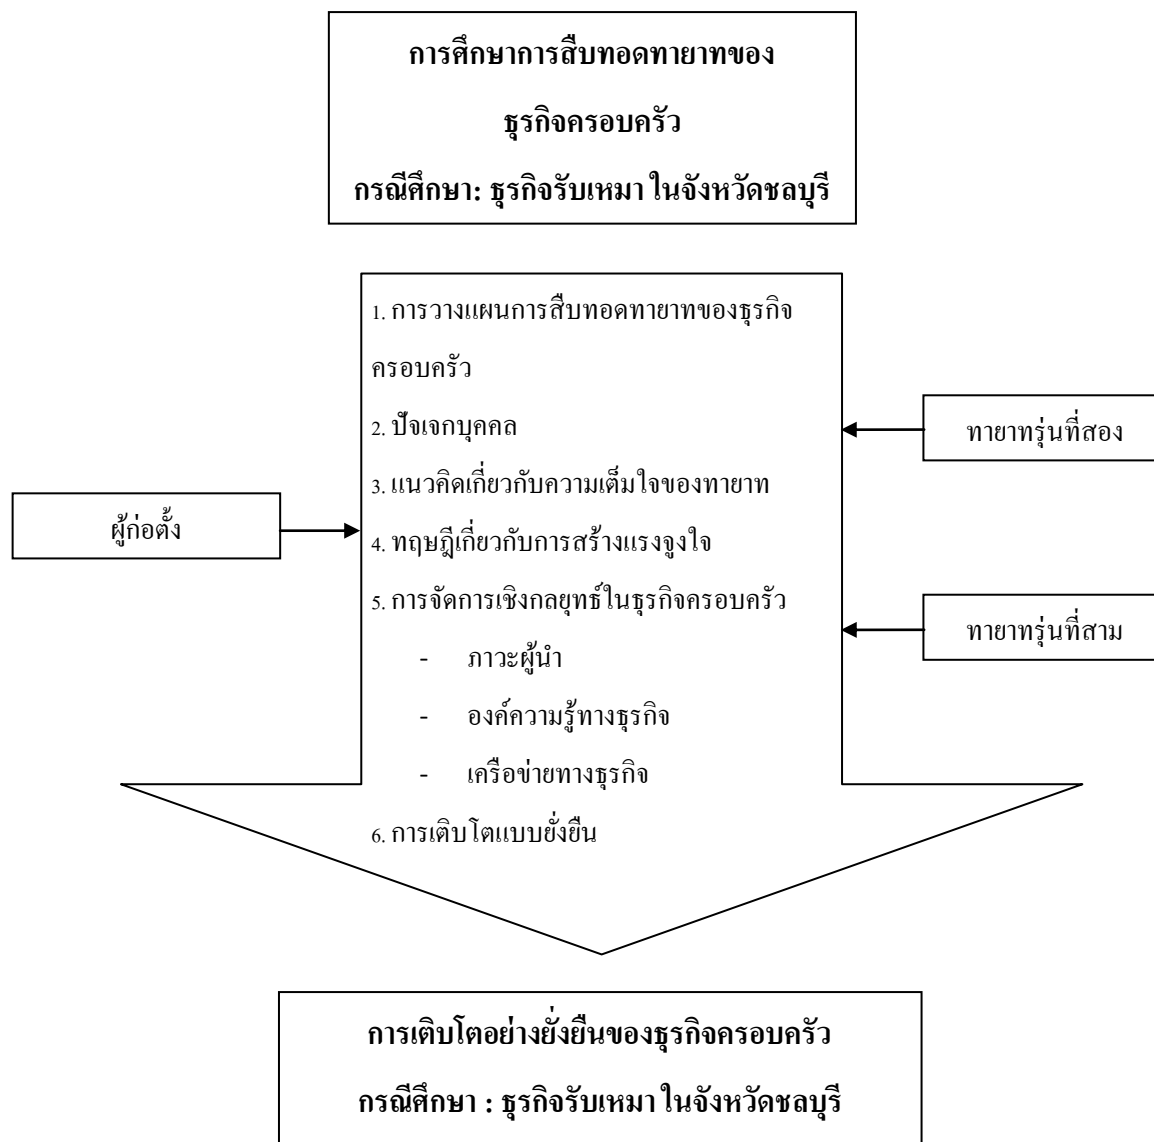 การศึกษาการสืบทอดทายาทของ
ธุรกิจครอบครัว
กรณีศึกษา: ธุรกิจรับเหมา ในจังหวัดชลบุรี
1. การวางแผนการสืบทอดทายาทของธุรกิจ
ครอบครัว
2. ปัจเจกบุคคล
3. แนวคิดเกี่ยวกับความเต็มใจของทายาท
4. ทฤษฎีเกี่ยวกับการสร้างแรงจูงใจ
5. การจัดการเชิงกลยุทธ์ในธุรกิจครอบครัว
- ภาวะผู้นำ
- องค์ความรู้ทางธุรกิจ
- เครือข่ายทางธุรกิจ
6. การเติบโตแบบยั่งยืน
ผู้ก่อตั้ง
ทายาทรุ่นที่สอง
ทายาทรุ่นที่สาม
การเติบโตอย่างยั่งยืนของธุรกิจครอบครัว
กรณีศึกษา : ธุรกิจรับเหมา ในจังหวัดชลบุรี